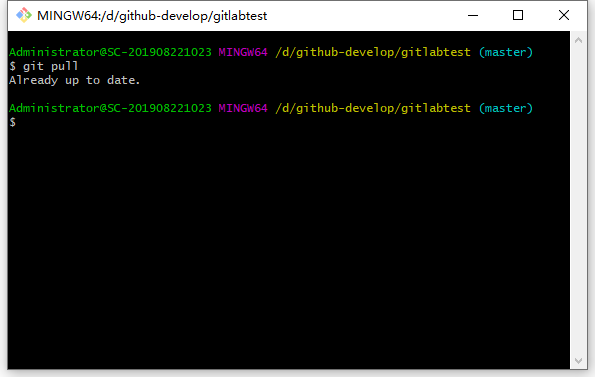 MINGW64:/d/github-develop/gitlabtest
Administrator@SC-201908221023 MINGW64 /d/github-develop/gitlabtest (master)
$ git pull
Already up to date.
Administrator@SC-201908221023 MINGW64 /d/github-develop/gitlabtest (master)
$